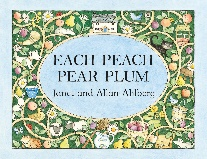 EACH PEACH
PEAR PLUM
Janet and Allan Ahlberg